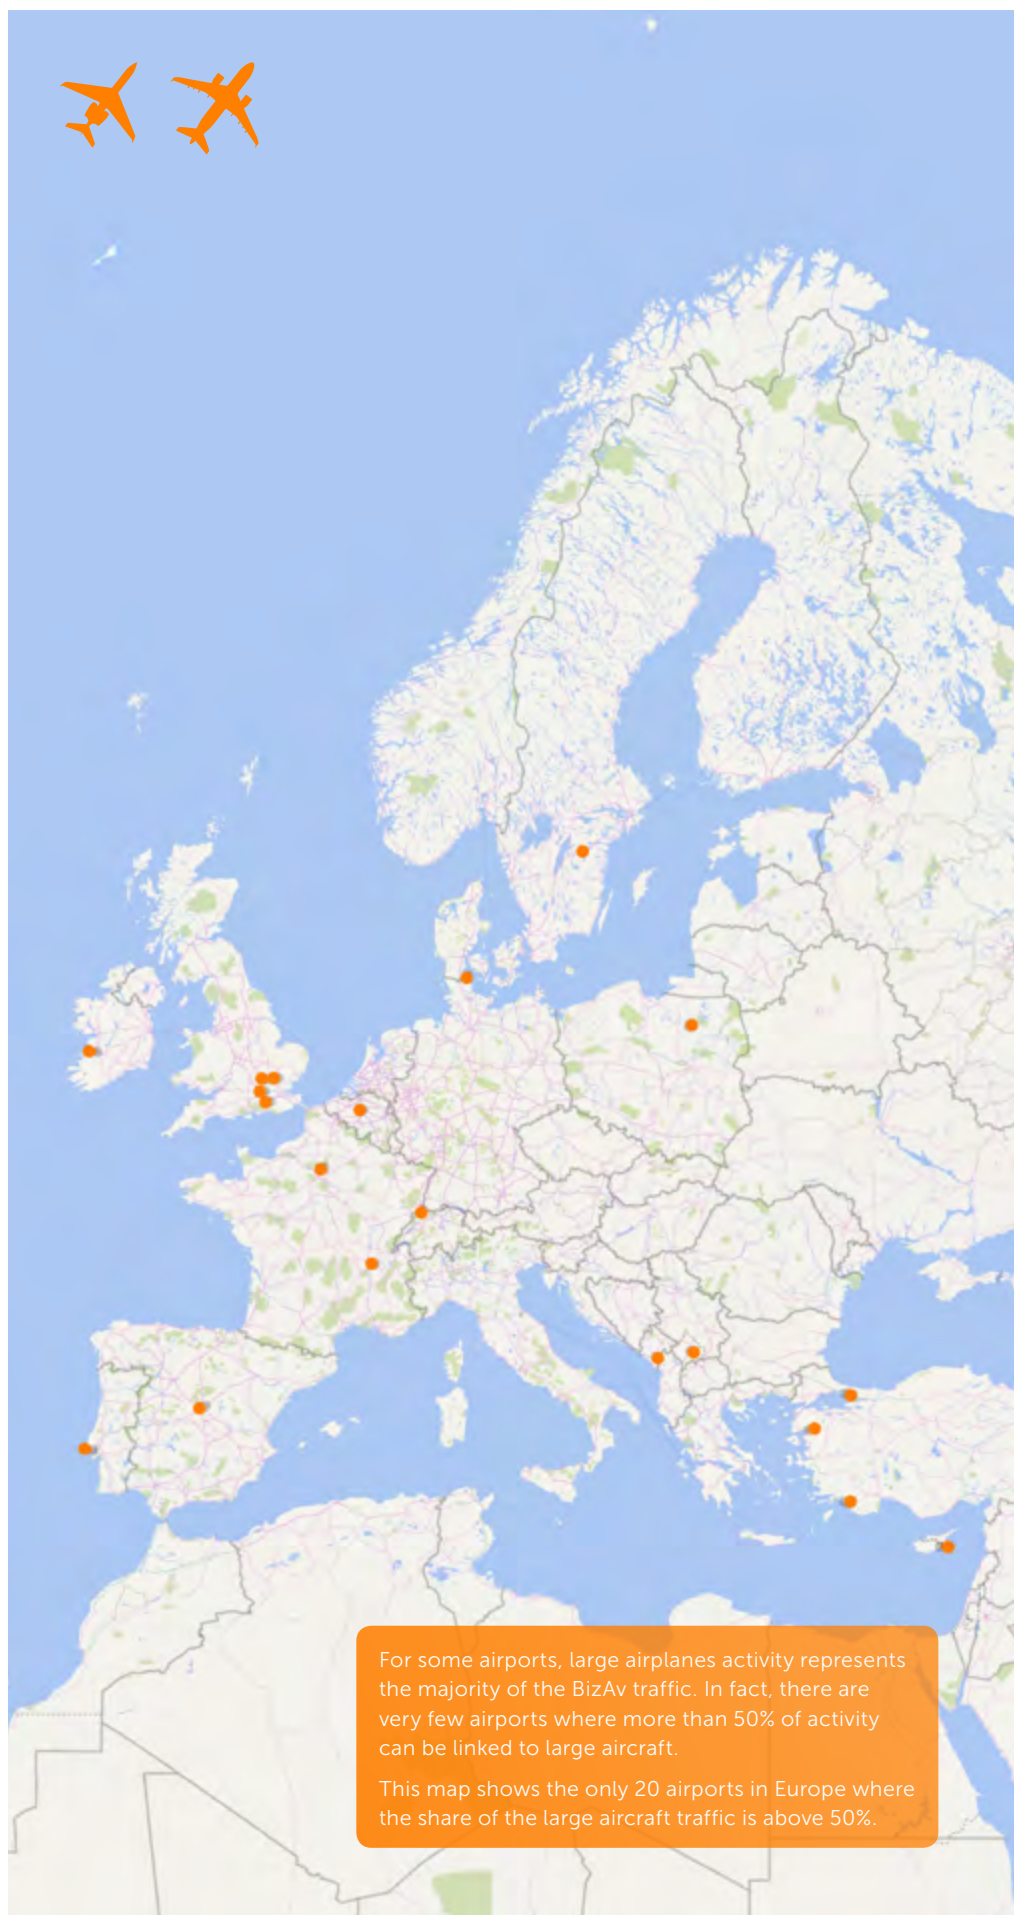 For some airports, large airplanes activity represents
the majority of the BizAv traffic. In fact, there are
very few airports where more than 50% of activity
can be linked to large aircraft.
This map shows the only 20 airports in Europe where
the share of the large aircraft traffic is above 50%.